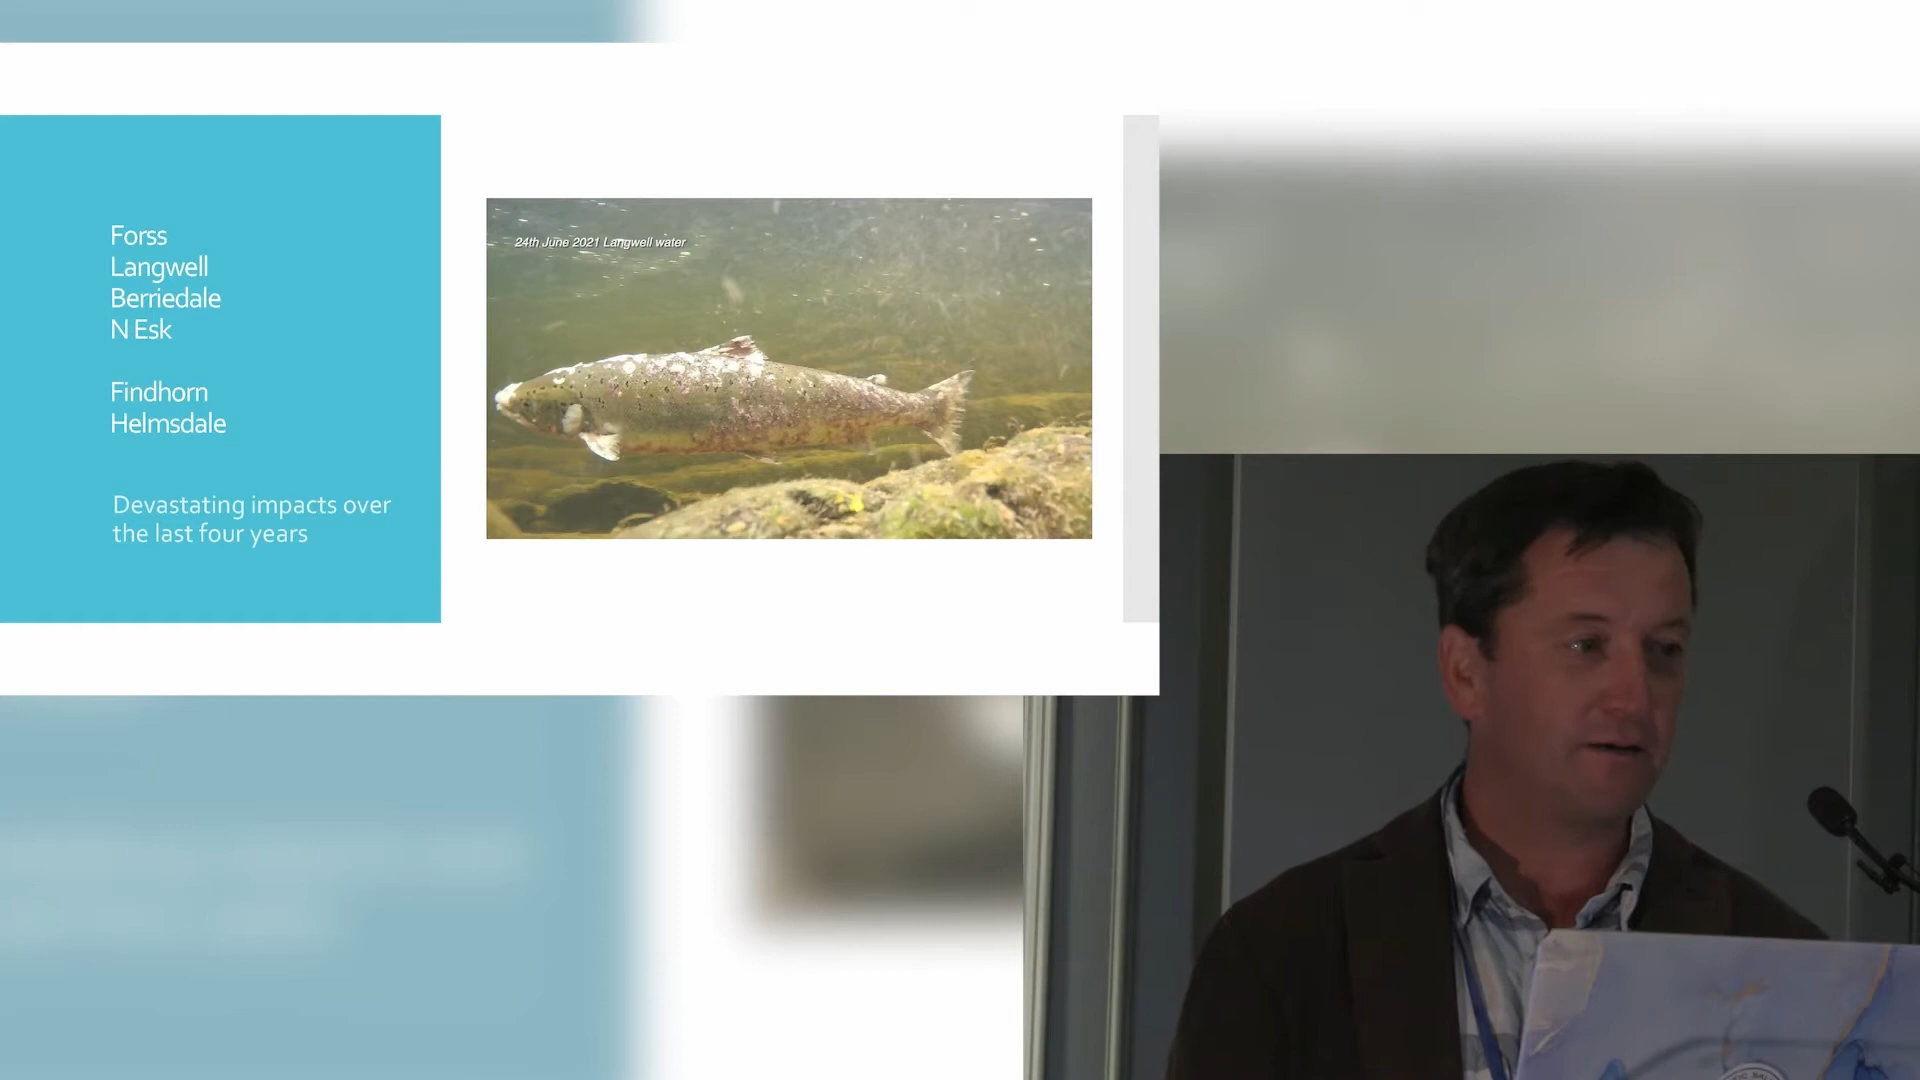 Forss
Langwell
Berriedale
N Esk
Findhorn
Helmsdale
Devastating impacts over
the last four years
24th June 2021 Langwell water